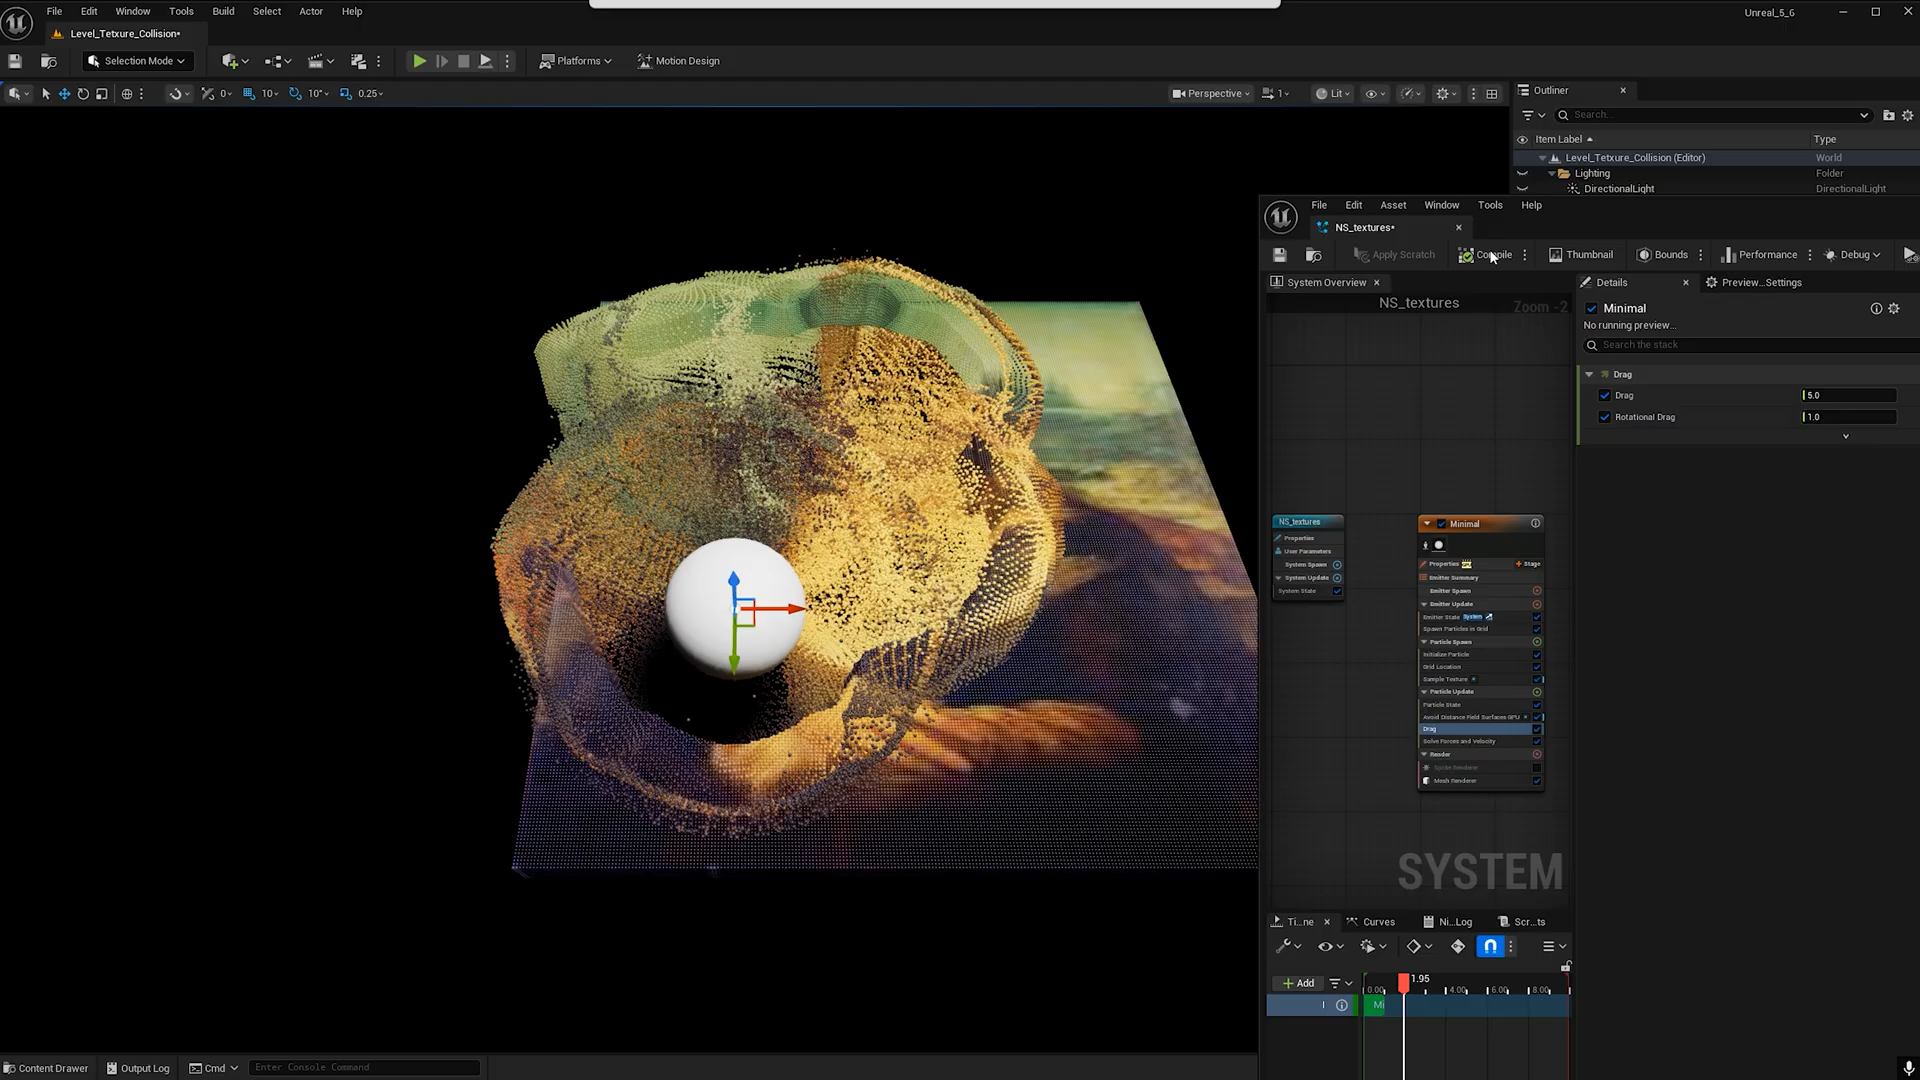 File Edit Window Tools Build Select Actor Help
Unreal_5_6
Level_Tetxure_Collision*
Selection Mode
Platforms
Motion Design
0 10 10° 0.25
Perspective 1 Lit
Outliner
Search...
Item Label Type
Level_Tetxure_Collision (Editor) World
Lighting Folder
DirectionalLight DirectionalLight
File Edit Asset Window Tools Help
NS_textures*
Apply Scratch Compile Thumbnail Bounds Performance Debug
System Overview
NS_textures Zoom -2
Details Preview...Settings
Minimal
No running preview...
Search the stack
Drag
Drag 5.0
Rotational Drag 1.0
NS_textures
Properties
User Parameters
System Spawn
System Update
System State
Minimal
Properties GPU Stage
Emitter Summary
Emitter Spawn
Emitter Update
Emitter State System
Spawn Particles in Grid
Particle Spawn
Initialize Particle
Grid Location
Sample Texture
Particle Update
Particle State
Avoid Distance Field Surfaces GPU
Drag
Solve Forces and Velocity
Render
Sprite Renderer
Mesh Renderer
SYSTEM
Ti...ne Curves Ni...Log Scr...ts
Add
1.95
0.00 4.00 6.00 8.00
Mi
Content Drawer Output Log Cmd Enter Console Command